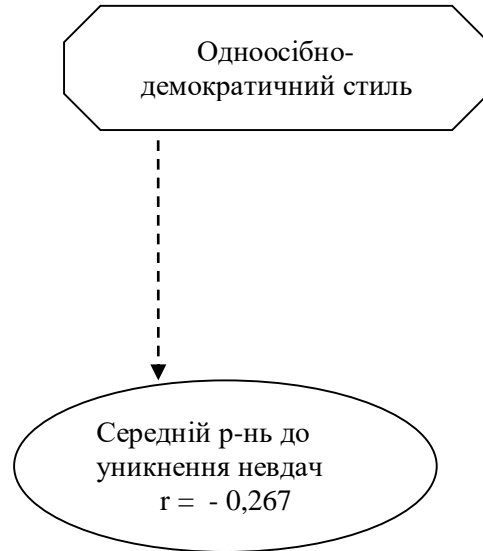 Одноосібно-
демократичний стиль
Середній р-нь до
уникнення невдач
r = - 0,267